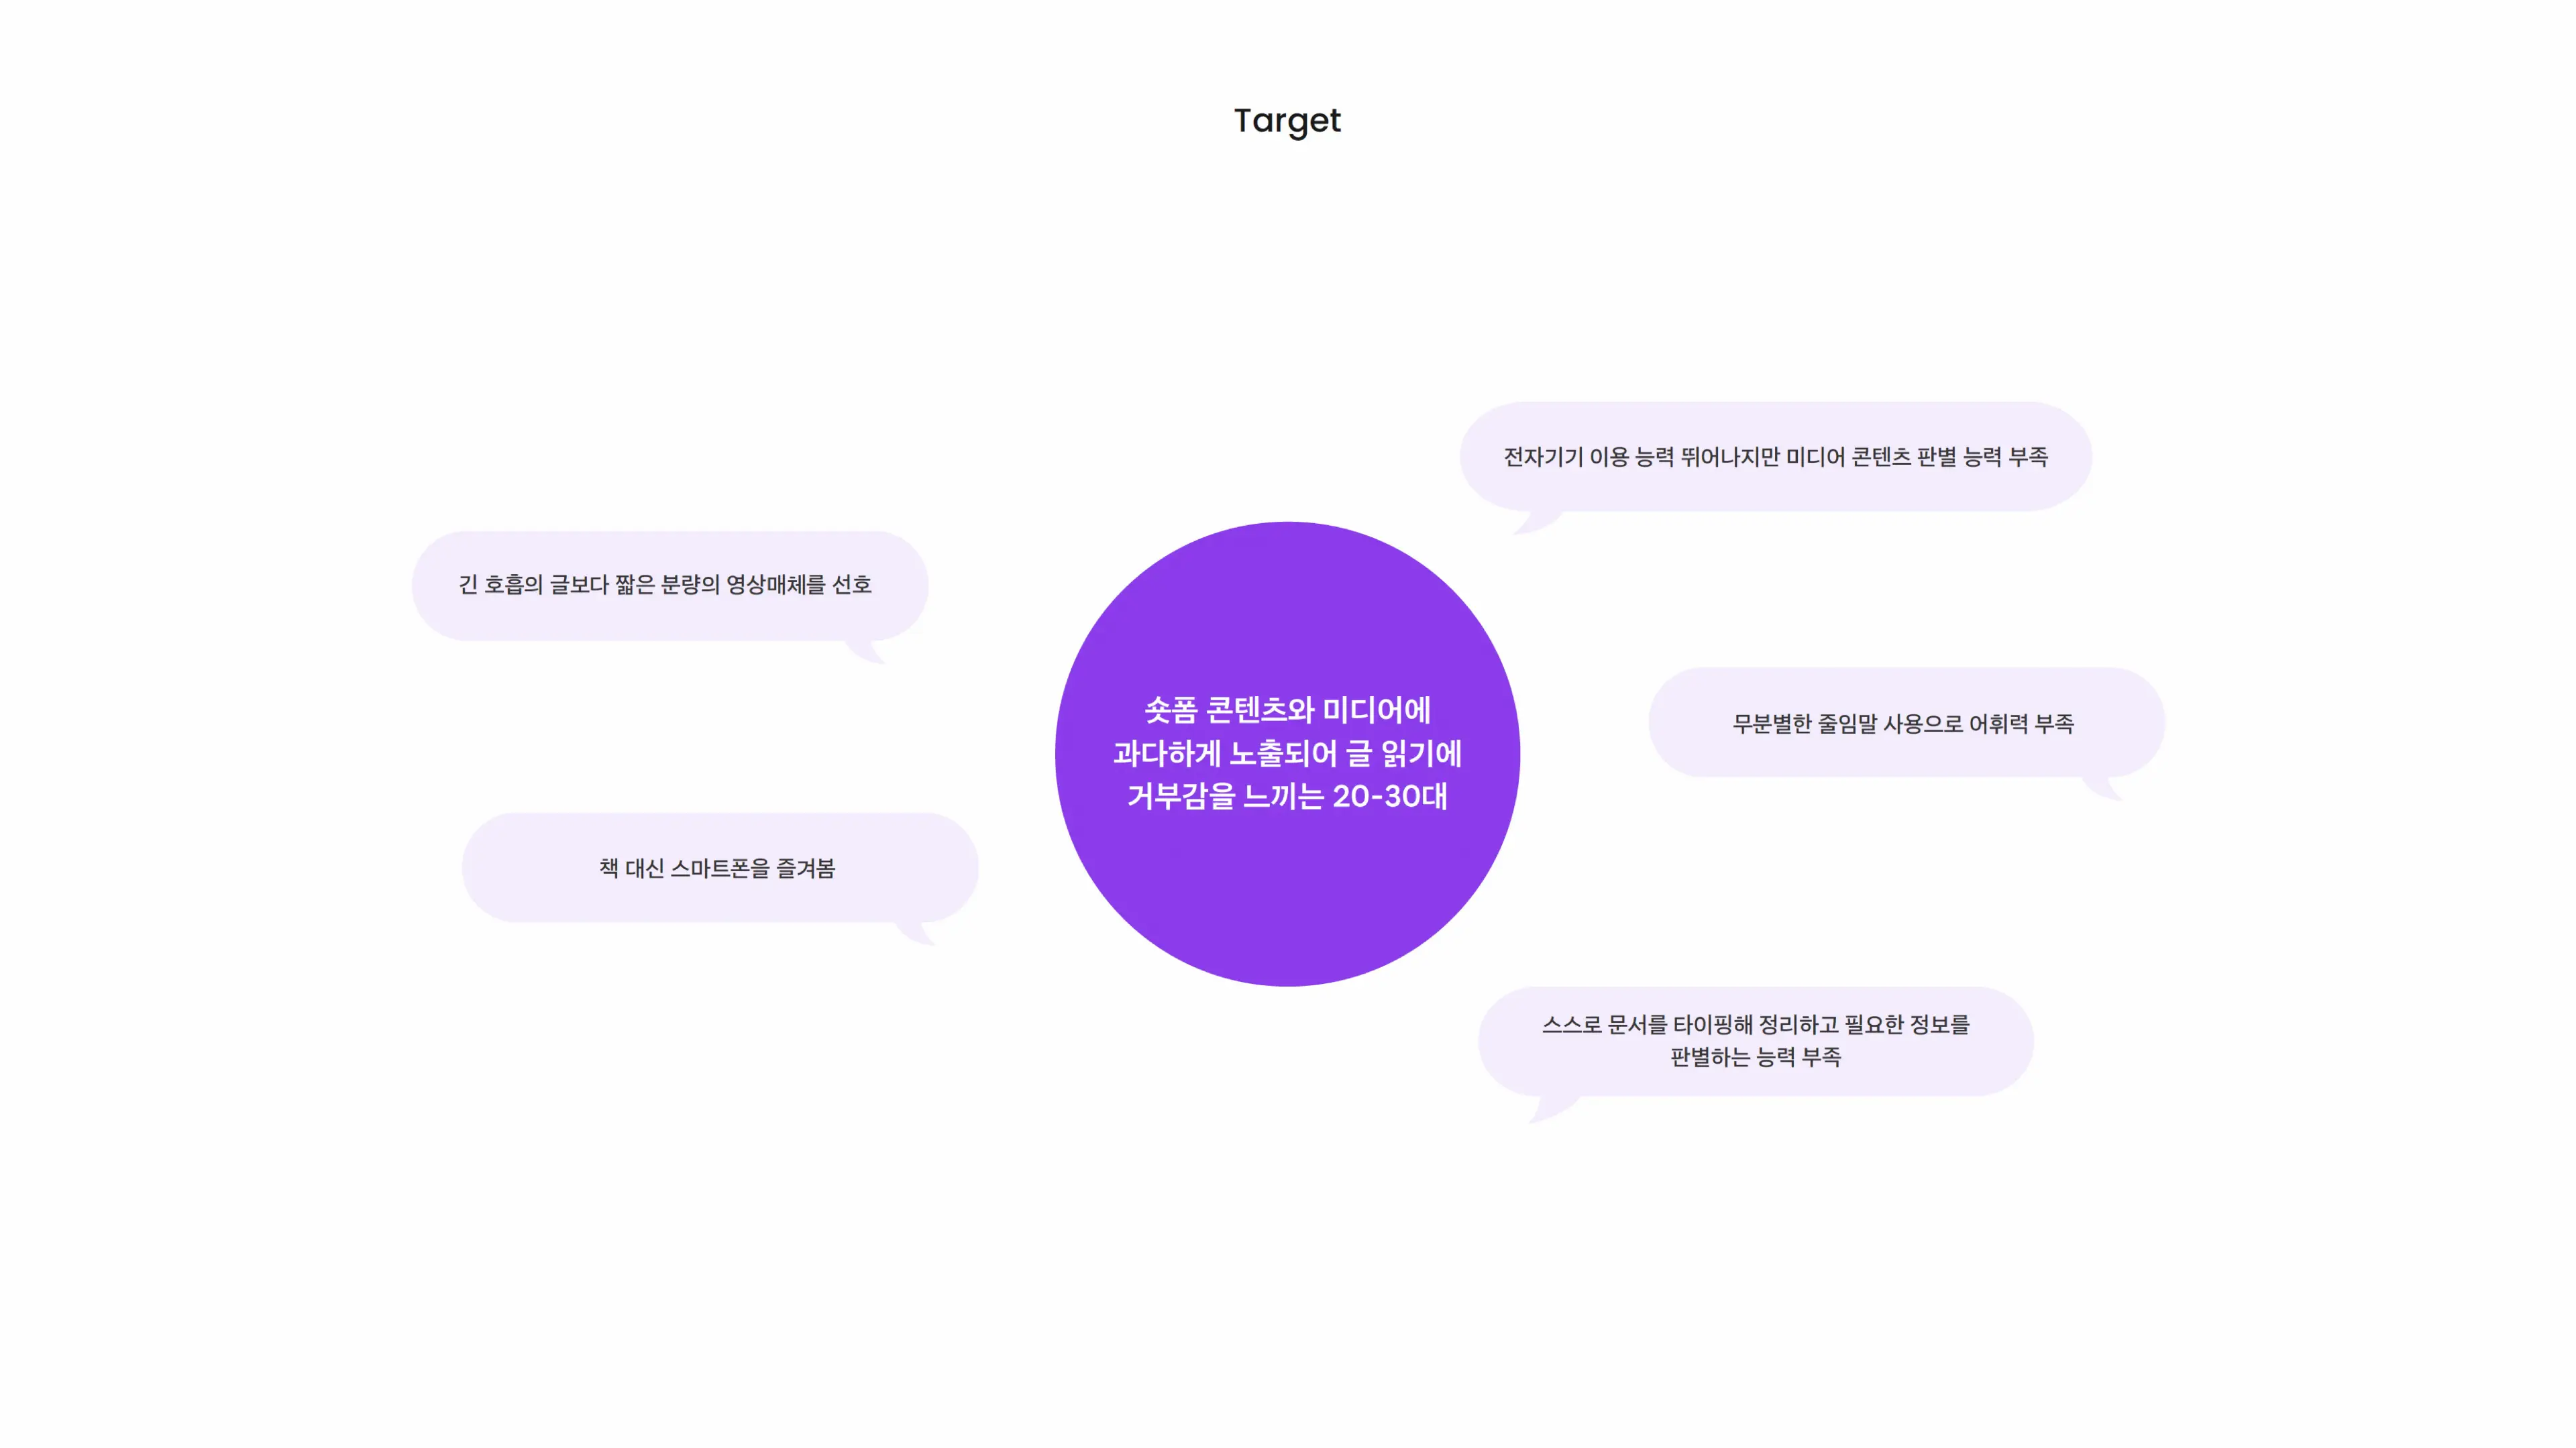 Target
전자기기 이용 능력 뛰어나지만 미디어 콘텐츠 판별 능력 부족
긴 호흡의 글보다 짧은 분량의 영상매체를 선호
숏폼 콘텐츠와 미디어에
과다하게 노출되어 글 읽기에
거부감을 느끼는 20-30대
무분별한 줄임말 사용으로 어휘력 부족
책 대신 스마트폰을 즐겨봄
스스로 문서를 타이핑해 정리하고 필요한 정보를
판별하는 능력 부족